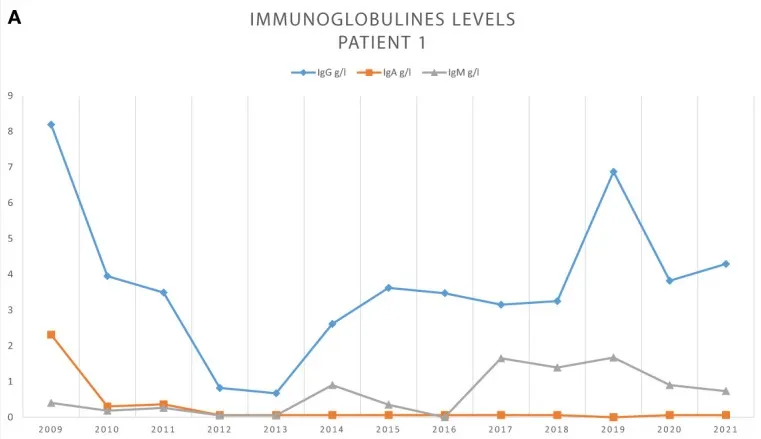 A
IMMUNOGLOBULINES LEVELS
PATIENT 1
IgG g/l IgA g/l IgM g/l
9
8
7
6
5
4
3
2
1
0
2009 2010 2011 2012 2013 2014 2015 2016 2017 2018 2019 2020 2021